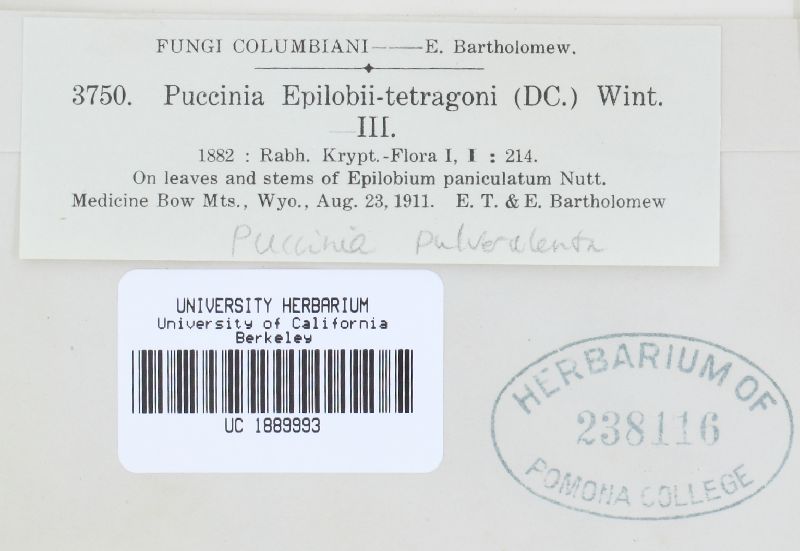 FUNGI COLUMBIANI——E. Bartholomew.
3750. Puccinia Epilobii-tetragoni (DC.) Wint.
III.
1882 : Rabh. Krypt.-Flora I, I : 214.
On leaves and stems of Epilobium paniculatum Nutt.
Medicine Bow Mts., Wyo., Aug. 23, 1911. E. T. & E. Bartholomew
Puccinia pulverulenta
UNIVERSITY HERBARIUM
University of California
Berkeley
UC 1889993
HERBARIUM OF
238116
POMONA COLLEGE